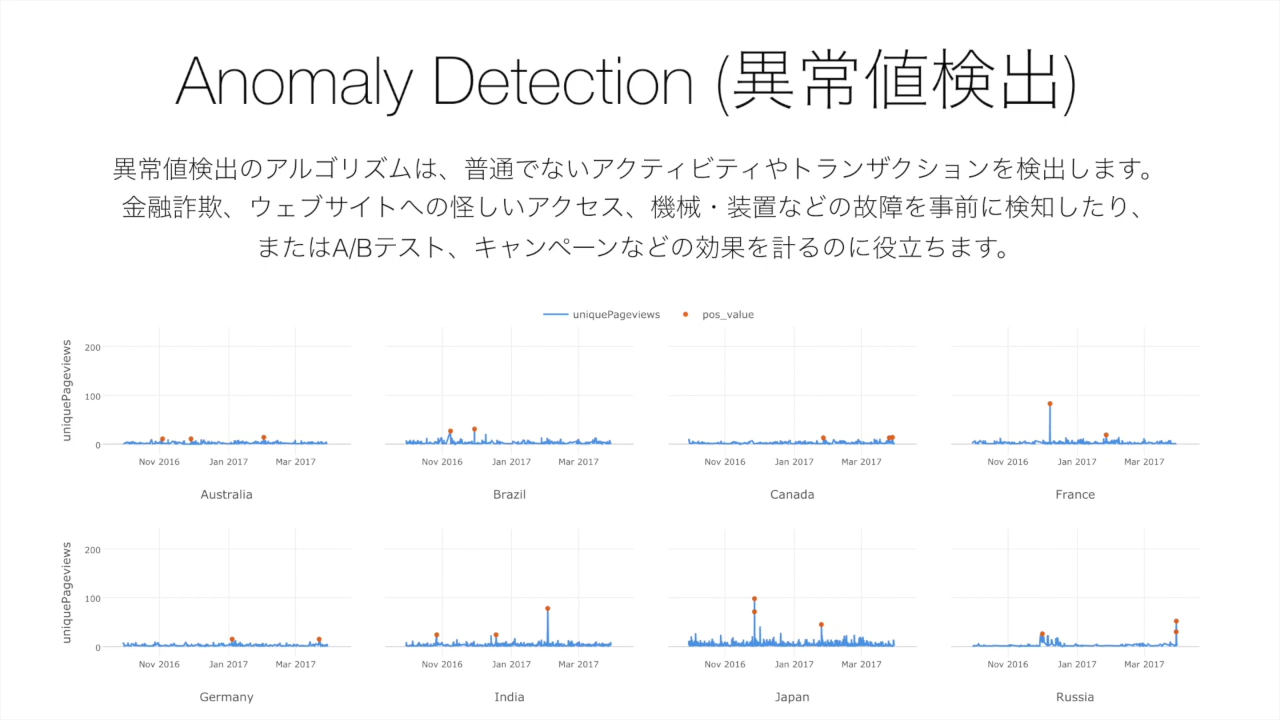 Anomaly Detection (異常値検出)
異常値検出のアルゴリズムは、普通でないアクティビティやトランザクションを検出します。
金融詐欺、ウェブサイトへの怪しいアクセス、機械・装置などの故障を事前に検知したり、
またはA/Bテスト、キャンペーンなどの効果を計るのに役立ちます。
uniquePageviews pos_value
uniquePageviews
200
100
0
Nov 2016 Jan 2017 Mar 2017 Nov 2016 Jan 2017 Mar 2017 Nov 2016 Jan 2017 Mar 2017 Nov 2016 Jan 2017 Mar 2017
Australia Brazil Canada France
uniquePageviews
200
100
0
Nov 2016 Jan 2017 Mar 2017 Nov 2016 Jan 2017 Mar 2017 Nov 2016 Jan 2017 Mar 2017 Nov 2016 Jan 2017 Mar 2017
Germany India Japan Russia